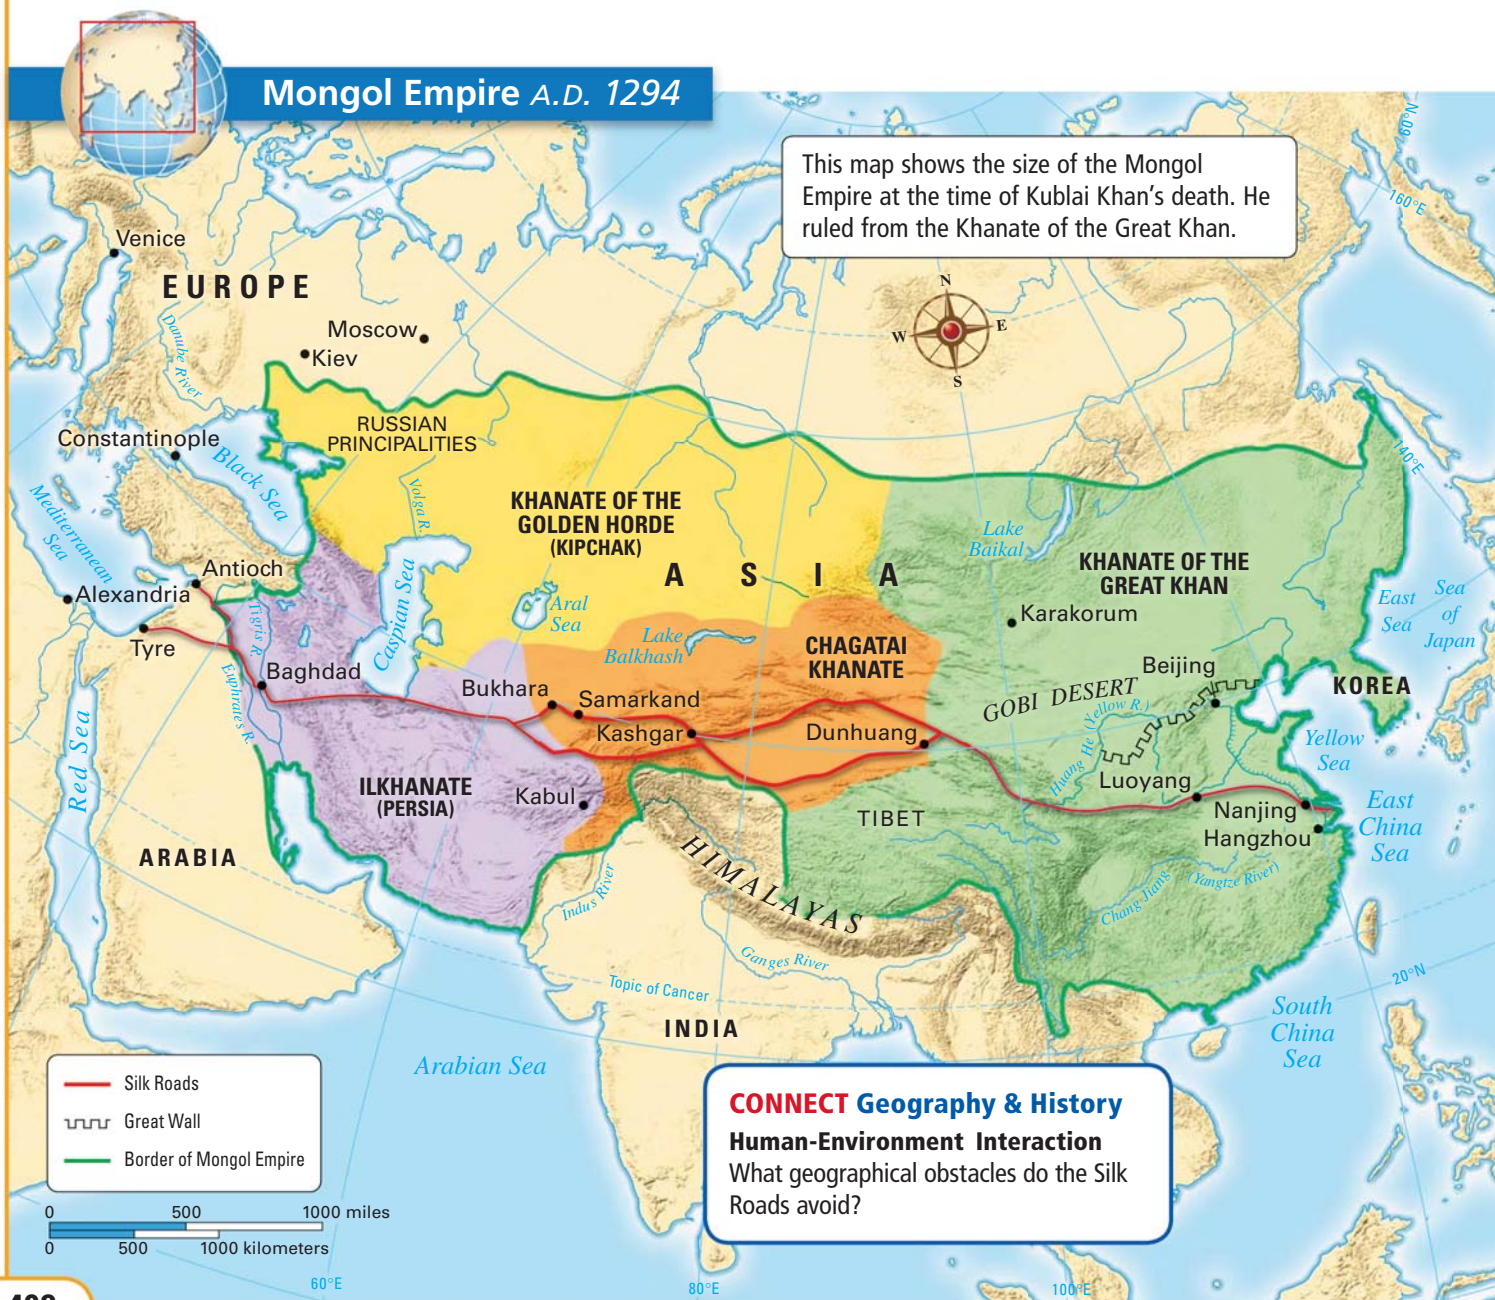 Mongol Empire A.D. 1294
This map shows the size of the Mongol
Empire at the time of Kublai Khan's death. He
ruled from the Khanate of the Great Khan.
60°N
160°E
140°E
20°N
N
W
E
S
Venice
EUROPE
Danube River
Moscow
Kiev
RUSSIAN
PRINCIPALITIES
Constantinople
Black Sea
Mediterranean
Sea
Volga R.
KHANATE OF THE
GOLDEN HORDE
(KIPCHAK)
ASIA
Lake
Baikal
KHANATE OF THE
GREAT KHAN
Antioch
Alexandria
Tyre
Tigris R.
Caspian Sea
Aral
Sea
Lake
Balkhash
CHAGATAI
KHANATE
Karakorum
East
Sea
Sea
of
Japan
Baghdad
Euphrates R.
Bukhara
Samarkand
Kashgar
Dunhuang
GOBI DESERT
Beijing
Huang He (Yellow R.)
KOREA
Red Sea
ILKHANATE
(PERSIA)
Kabul
Luoyang
Yellow
Sea
TIBET
Nanjing
Hangzhou
East
China
Sea
ARABIA
HIMALAYAS
Indus River
Chang Jiang
(Yangtze River)
Ganges River
Topic of Cancer
INDIA
South
China
Sea
Arabian Sea
Silk Roads
Great Wall
Border of Mongol Empire
0 500 1000 miles
0 500 1000 kilometers
CONNECT Geography & History
Human-Environment Interaction
What geographical obstacles do the Silk
Roads avoid?
60°E
80°E
100°E